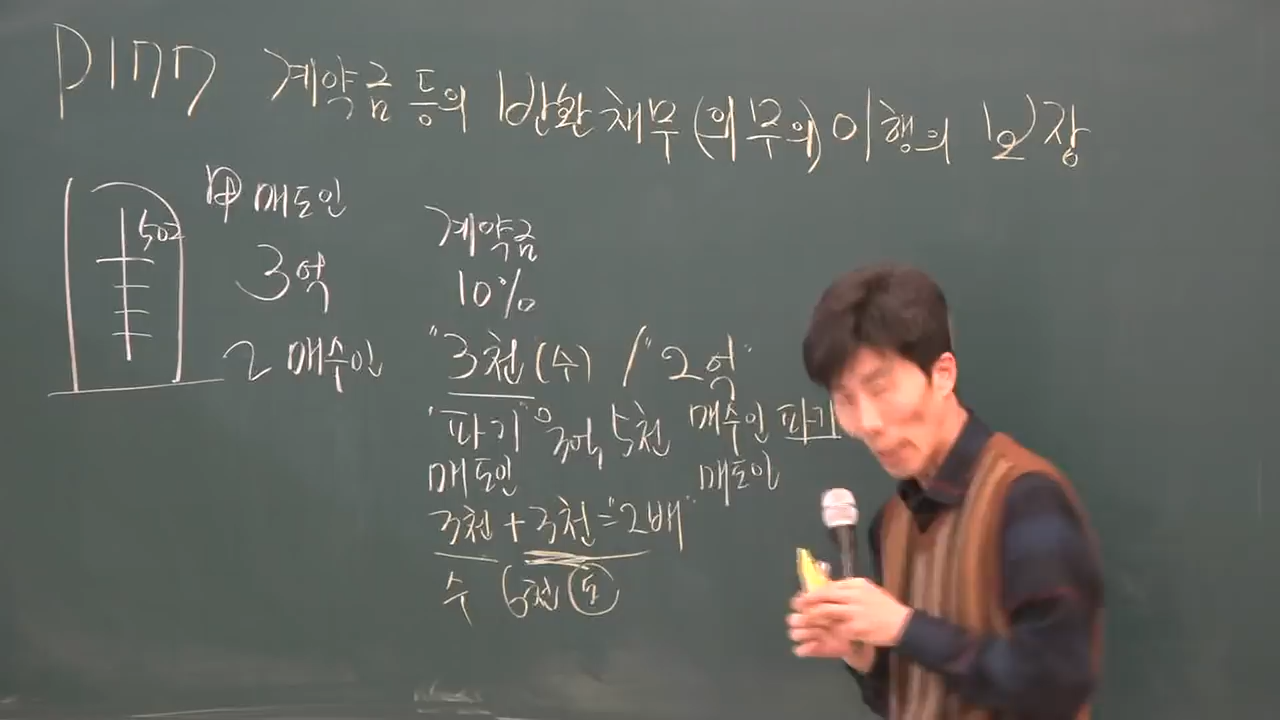 P177 계약금 등의 반환채무(의무의) 이행의 보장
502
甲 매도인
3억
2 매수인
계약금
10%
"3천(수) / "2억"
"파기" 3억 5천
매도인
매수인 파기
매도인
3천 + 3천 = "2배"
수 6천 도